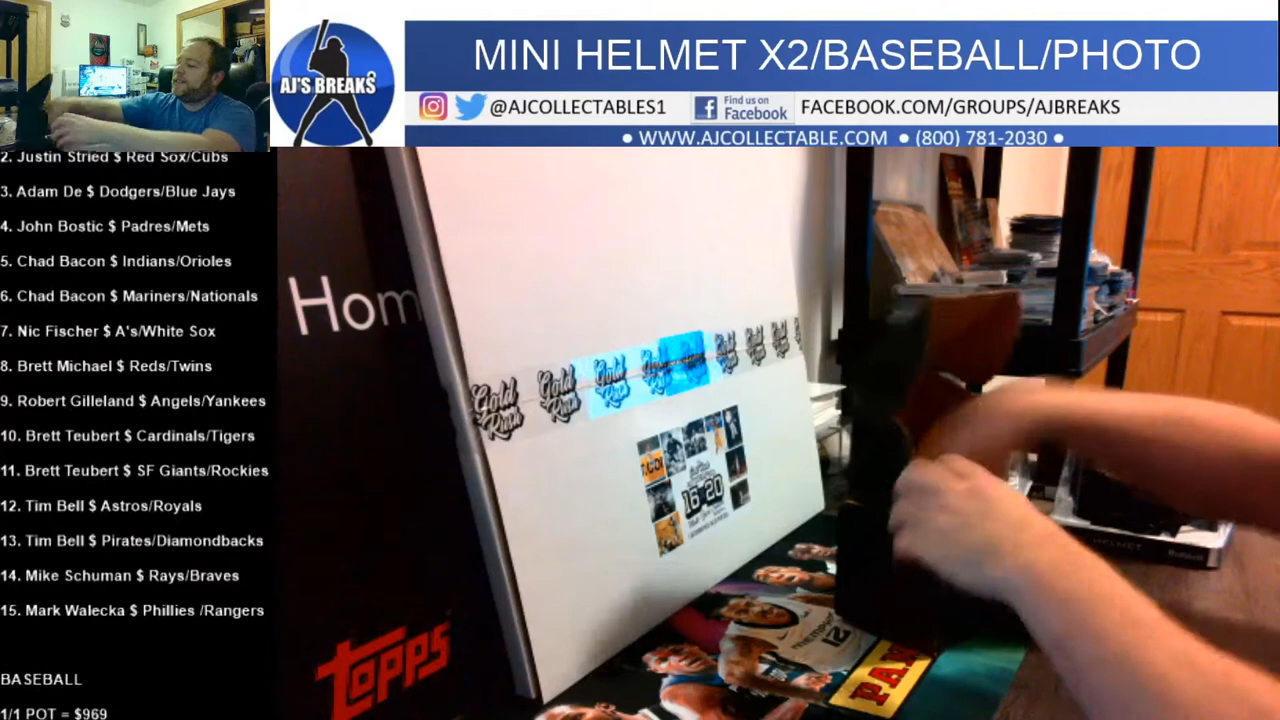 AJ'S BREAKS
MINI HELMET X2/BASEBALL/PHOTO
@AJCOLLECTABLES1
Find us on
Facebook
FACEBOOK.COM/GROUPS/AJBREAKS
● WWW.AJCOLLECTABLE.COM ● (800) 781-2030 ●
2. Justin Stried $ Red Sox/Cubs
3. Adam De $ Dodgers/Blue Jays
4. John Bostic $ Padres/Mets
5. Chad Bacon $ Indians/Orioles
6. Chad Bacon $ Mariners/Nationals
7. Nic Fischer $ A's/White Sox
8. Brett Michael $ Reds/Twins
9. Robert Gilleland $ Angels/Yankees
10. Brett Teubert $ Cardinals/Tigers
11. Brett Teubert $ SF Giants/Rockies
12. Tim Bell $ Astros/Royals
13. Tim Bell $ Pirates/Diamondbacks
14. Mike Schuman $ Rays/Braves
15. Mark Walecka $ Phillies /Rangers
BASEBALL
1/1 POT = $969
Hom
topps
Gold Rush
Gold Rush
Gold Rush
16 20
MEMPHIS
12
PANI
HELMET